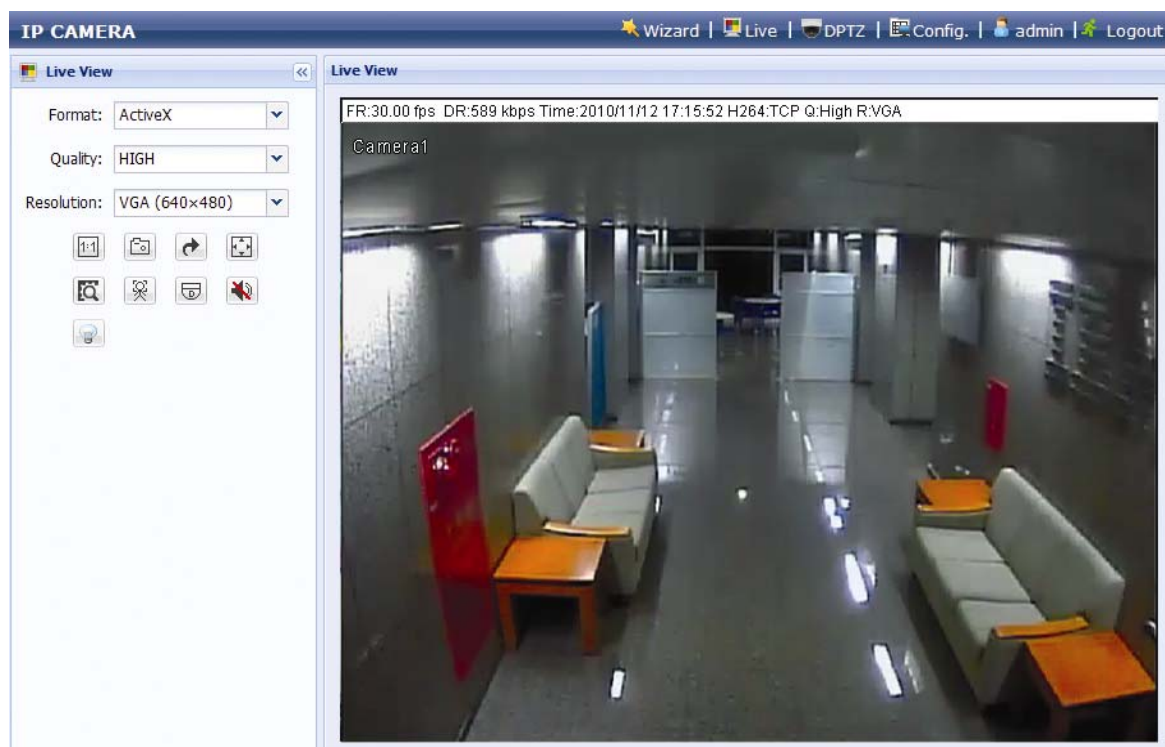 IP CAMERA
Wizard | Live | DPTZ | Config. | admin | Logout
Live View
Format: ActiveX
Quality: HIGH
Resolution: VGA (640×480)
1:1
D
Live View
FR:30.00 fps DR:589 kbps Time:2010/11/12 17:15:52 H264:TCP Q:High R:VGA
Camera1